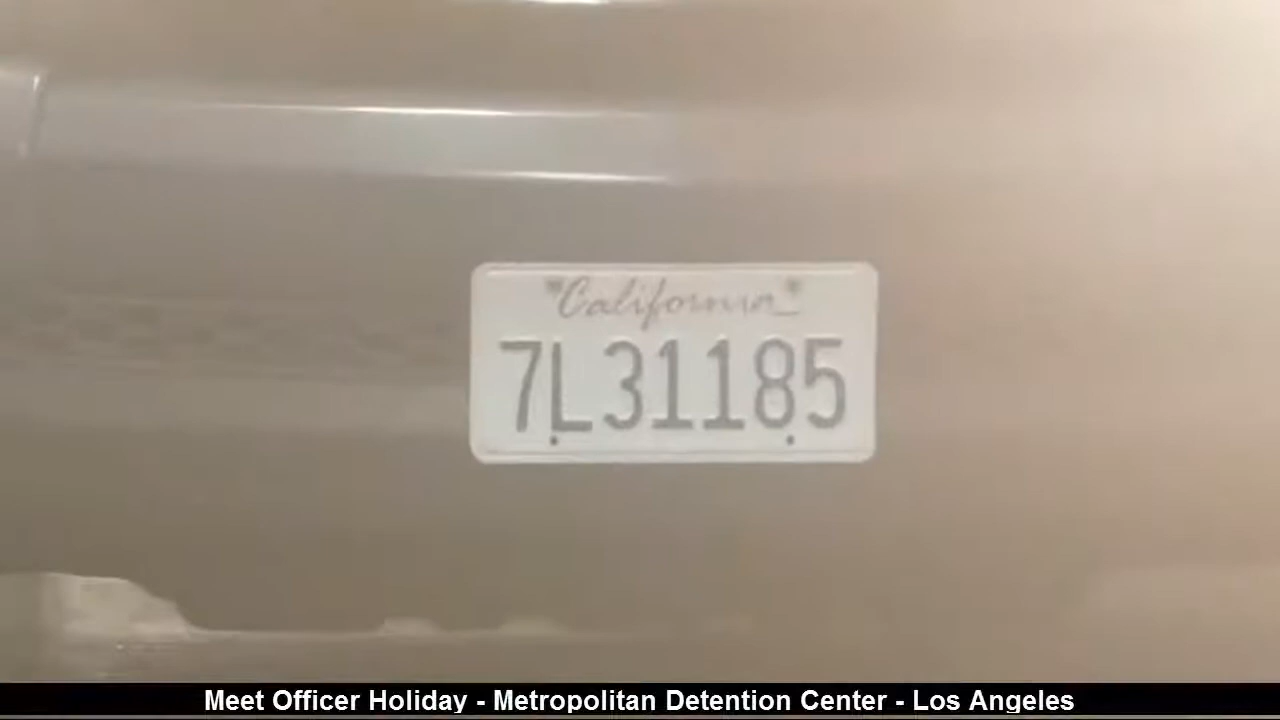 California
7L31185
Meet Officer Holiday - Metropolitan Detention Center - Los Angeles